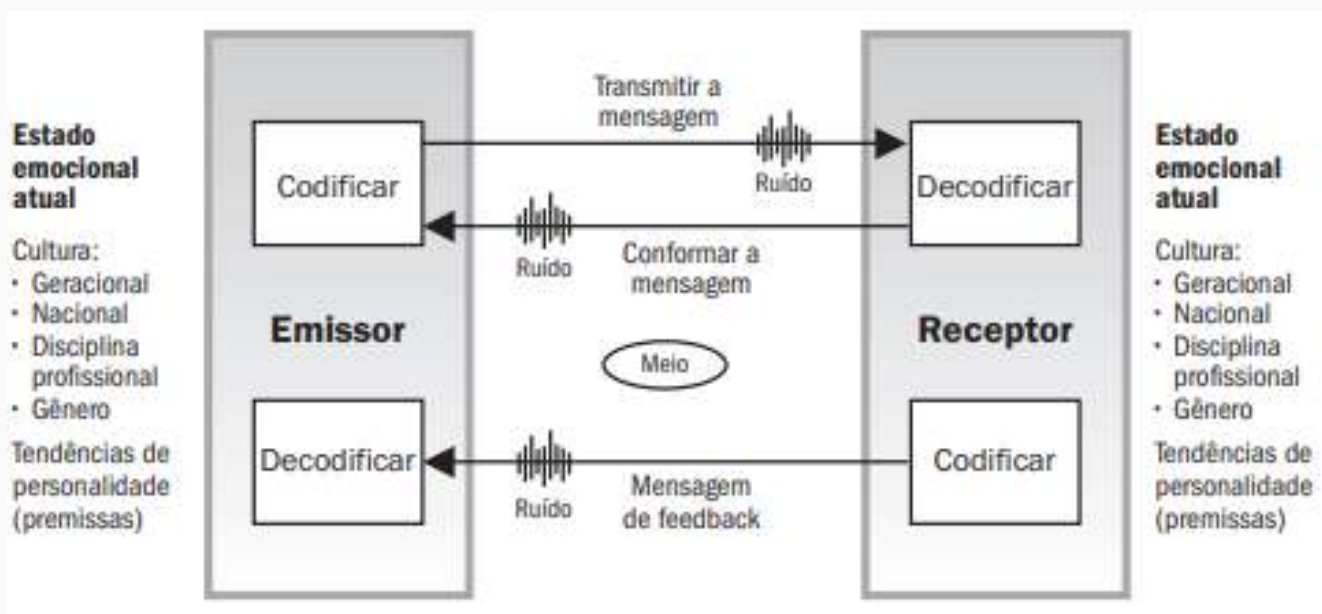 Estado
emocional
atual
Cultura:
• Geracional
• Nacional
• Disciplina
profissional
• Gênero
Tendências de
personalidade
(premissas)
Codificar
Emissor
Decodificar
Transmitir a
mensagem
Ruído
Ruído
Conformar a
mensagem
Meio
Ruído
Mensagem
de feedback
Decodificar
Receptor
Codificar
Estado
emocional
atual
Cultura:
• Geracional
• Nacional
• Disciplina
profissional
• Gênero
Tendências de
personalidade
(premissas)